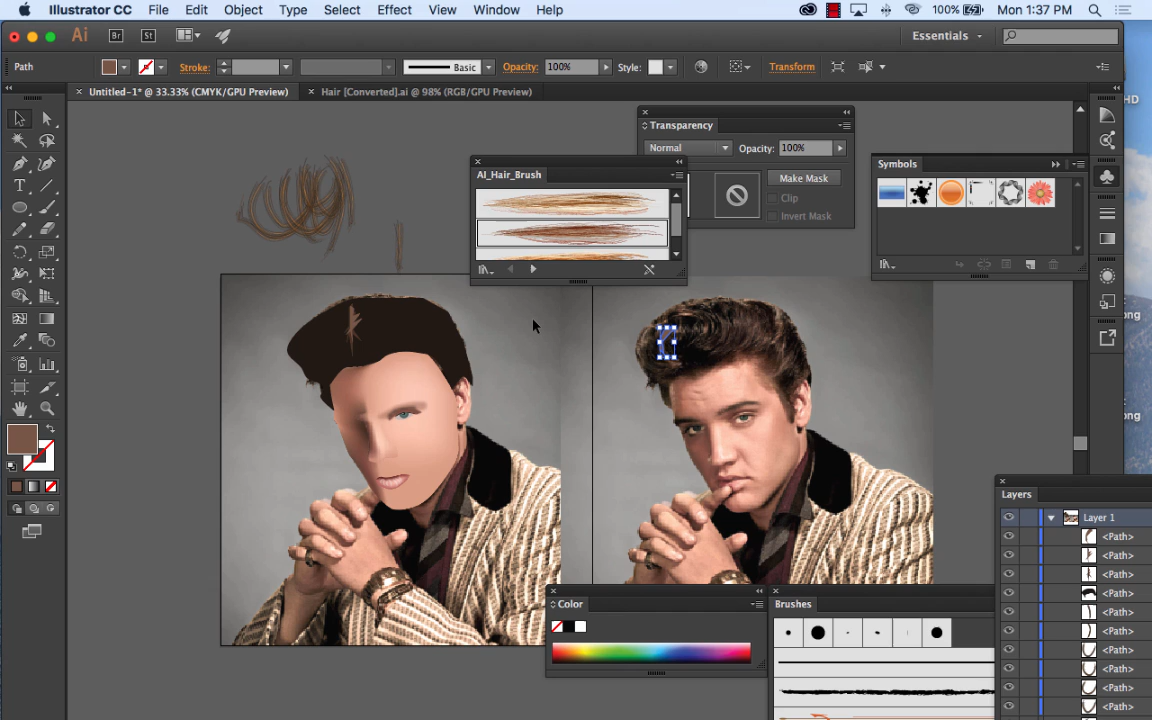 Illustrator CC File Edit Object Type Select Effect View Window Help 100% Mon 1:37 PM
Ai Br St Essentials
Path Stroke: Basic Opacity: 100% Style: Transform
× Untitled-1* @ 33.33% (CMYK/GPU Preview) × Hair [Converted].ai @ 98% (RGB/GPU Preview)
HD
Transparency
Normal Opacity: 100%
Make Mask
Clip
Invert Mask
AI_Hair_Brush
Symbols
ong
ong
Layers
Layer 1
<Path>
<Path>
<Path>
<Path>
<Path>
<Path>
<Path>
<Path>
<Path>
<Path>
Color
Brushes